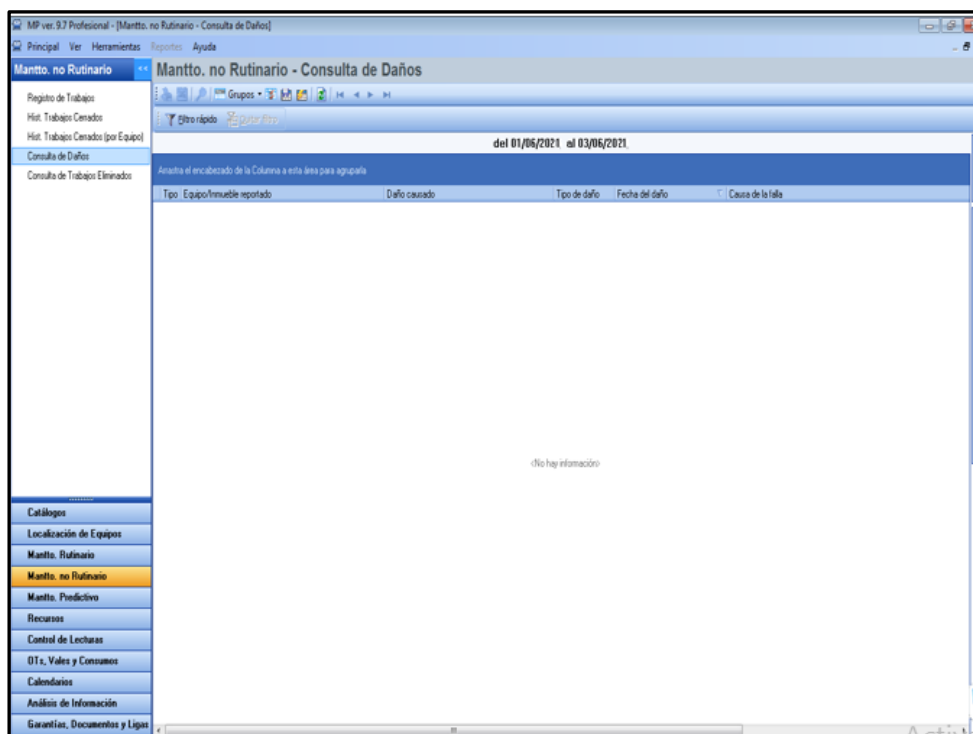 MP ver. 9.7 Profesional - [Mantto. no Rutinario - Consulta de Daños]
Principal Ver Herramientas Reportes Ayuda
Mantto. no Rutinario <<
Mantto. no Rutinario - Consulta de Daños
Registro de Trabajos
Hist. Trabajos Cerrados
Hist. Trabajos Cerrados (por Equipo)
Consulta de Daños
Consulta de Trabajos Eliminados
Grupos
Filtro rápido Quitar filtro
del 01/06/2021 al 03/06/2021
Arrastra el encabezado de la Columna a esta área para agruparla
Tipo Equipo/Inmueble reportado Daño causado Tipo de daño Fecha del daño Causa de la falla
<No hay información>
Catálogos
Localización de Equipos
Mantto. Rutinario
Mantto. no Rutinario
Mantto. Predictivo
Recursos
Control de Lecturas
OTs, Vales y Consumos
Calendarios
Análisis de Información
Garantías, Documentos y Ligas